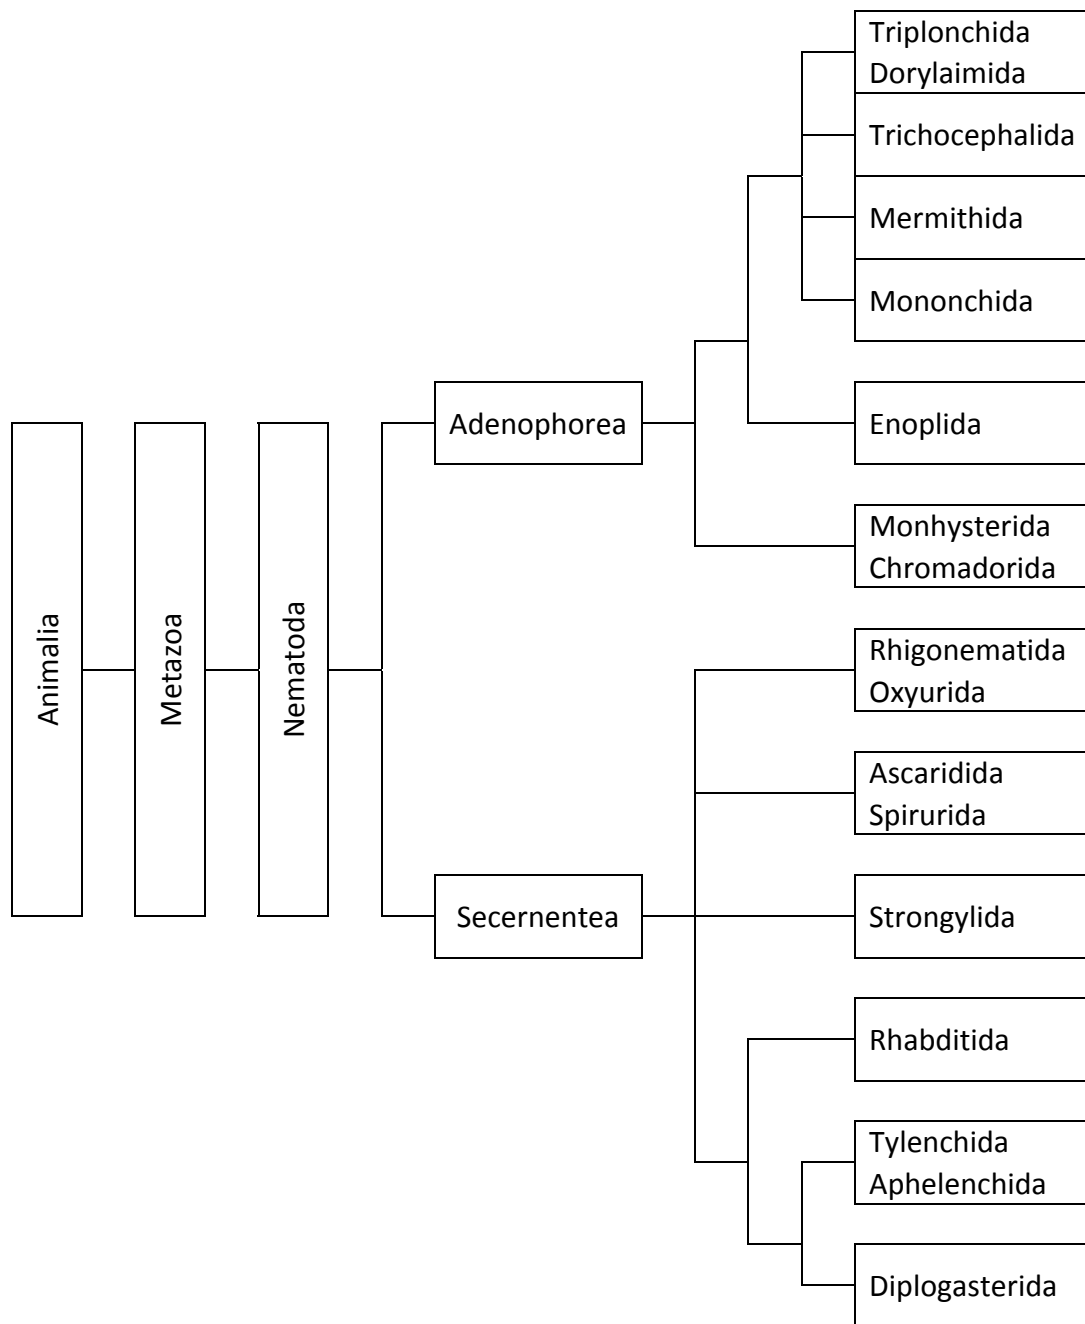 Animalia
Metazoa
Nematoda
Adenophorea
Secernentea
Triplonchida
Dorylaimida
Trichocephalida
Mermithida
Mononchida
Enoplida
Monhysterida
Chromadorida
Rhigonematida
Oxyurida
Ascaridida
Spirurida
Strongylida
Rhabditida
Tylenchida
Aphelenchida
Diplogasterida